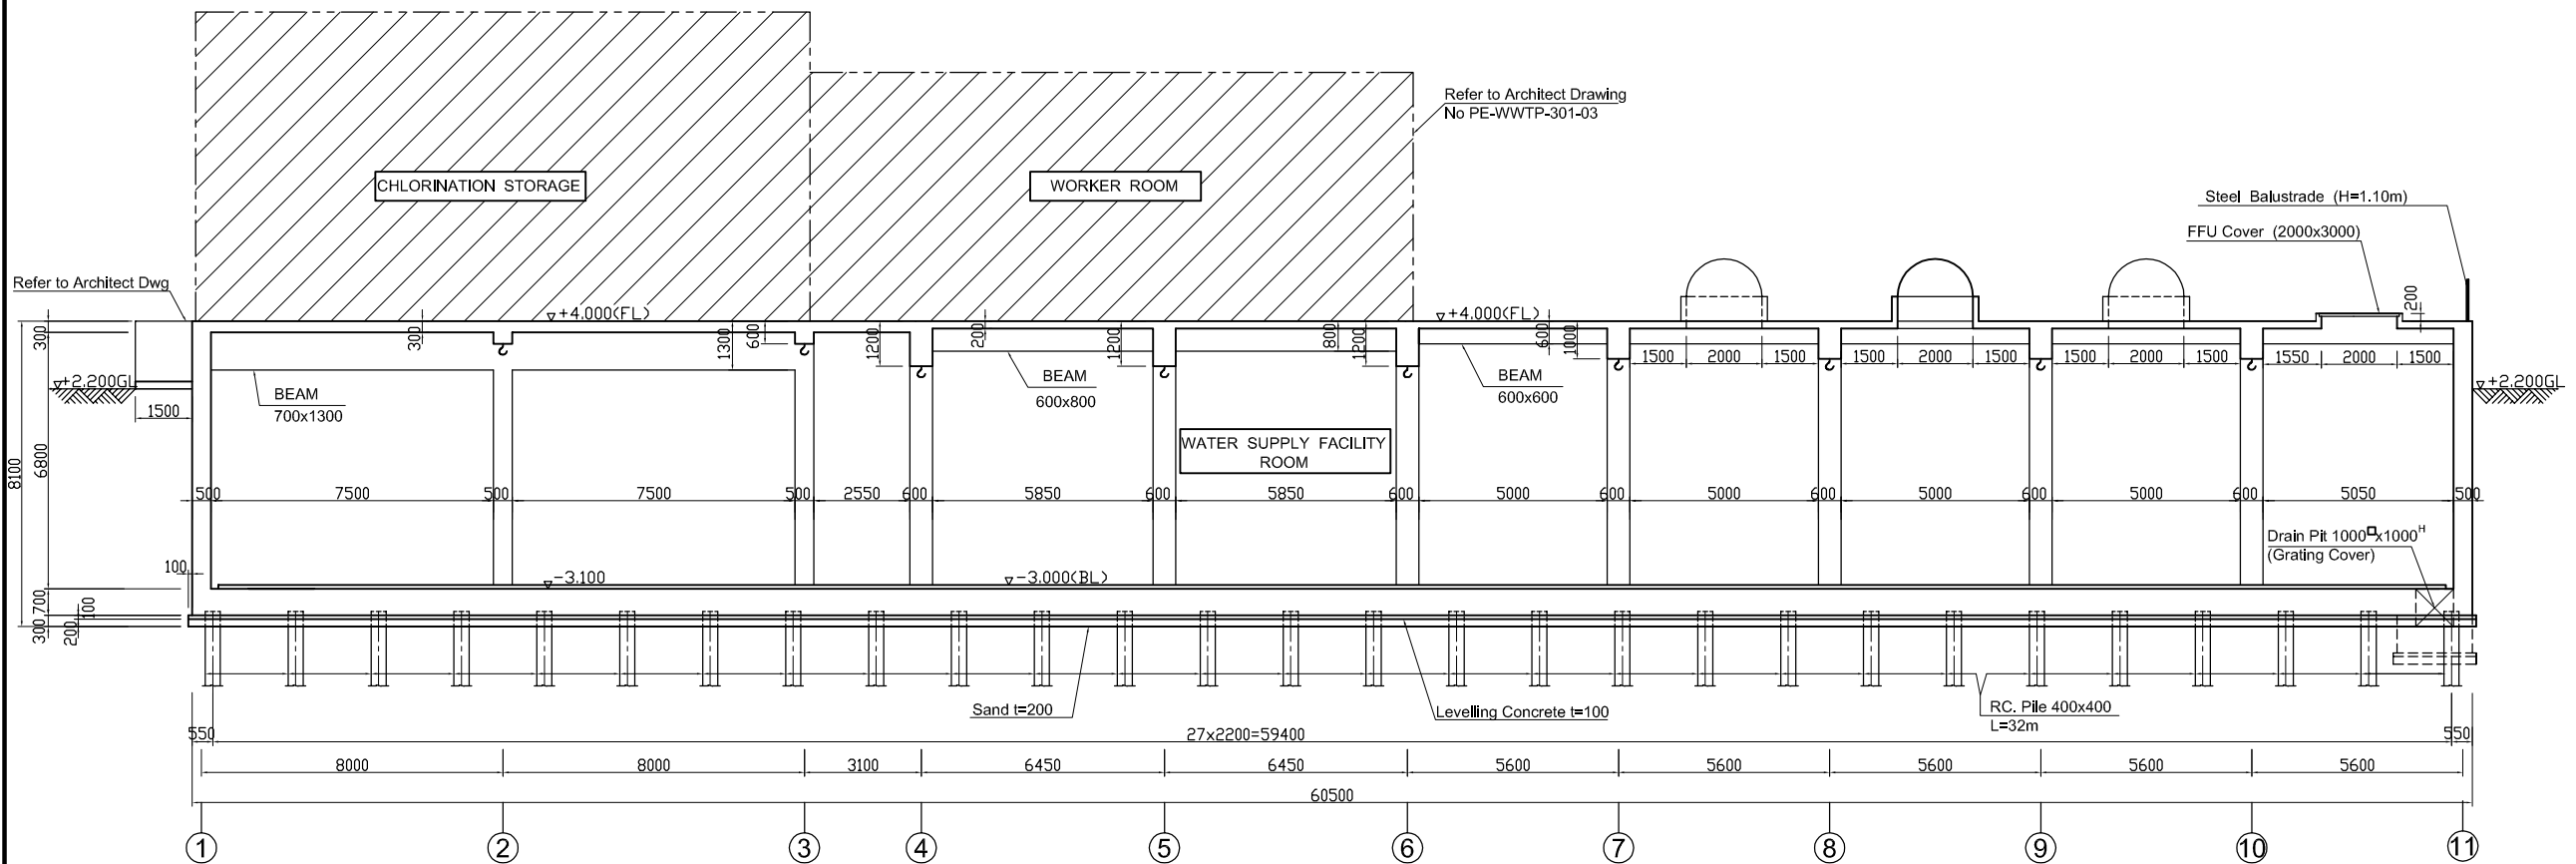 Refer to Architect Drawing
No PE-WWTP-301-03
CHLORINATION STORAGE
WORKER ROOM
Steel Balustrade (H=1.10m)
FFU Cover (2000x3000)
Refer to Architect Dwg
+4.000(FL)
+4.000(FL)
200
300
300
1300
600
1200
200
1200
800
1200
600
1000
1500
2000
1500
1500
2000
1500
1500
2000
1500
1550
2000
1500
+2.200GL
+2.200GL
1500
BEAM
700x1300
BEAM
600x800
BEAM
600x600
WATER SUPPLY FACILITY
ROOM
8100
6800
500
7500
500
7500
500
2550
600
5850
600
5850
600
5000
600
5000
600
5000
600
5000
600
5050
500
Drain Pit 1000□x1000H
(Grating Cover)
100
-3.100
-3.000(BL)
700
100
300
200
Sand t=200
Levelling Concrete t=100
RC. Pile 400x400
L=32m
550
27x2200=59400
550
8000
8000
3100
6450
6450
5600
5600
5600
5600
5600
60500
1
2
3
4
5
6
7
8
9
10
11